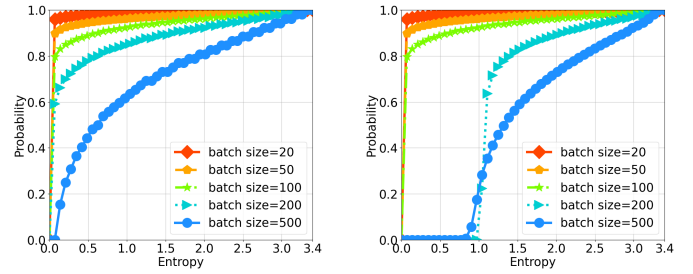 Probability
1.0
0.8
0.6
0.4
0.2
0.0
batch size=20
batch size=50
batch size=100
batch size=200
batch size=500
0.0 0.5 1.0 1.5 2.0 2.5 3.0 3.4
Entropy
Probability
1.0
0.8
0.6
0.4
0.2
0.0
batch size=20
batch size=50
batch size=100
batch size=200
batch size=500
0.0 0.5 1.0 1.5 2.0 2.5 3.0 3.4
Entropy